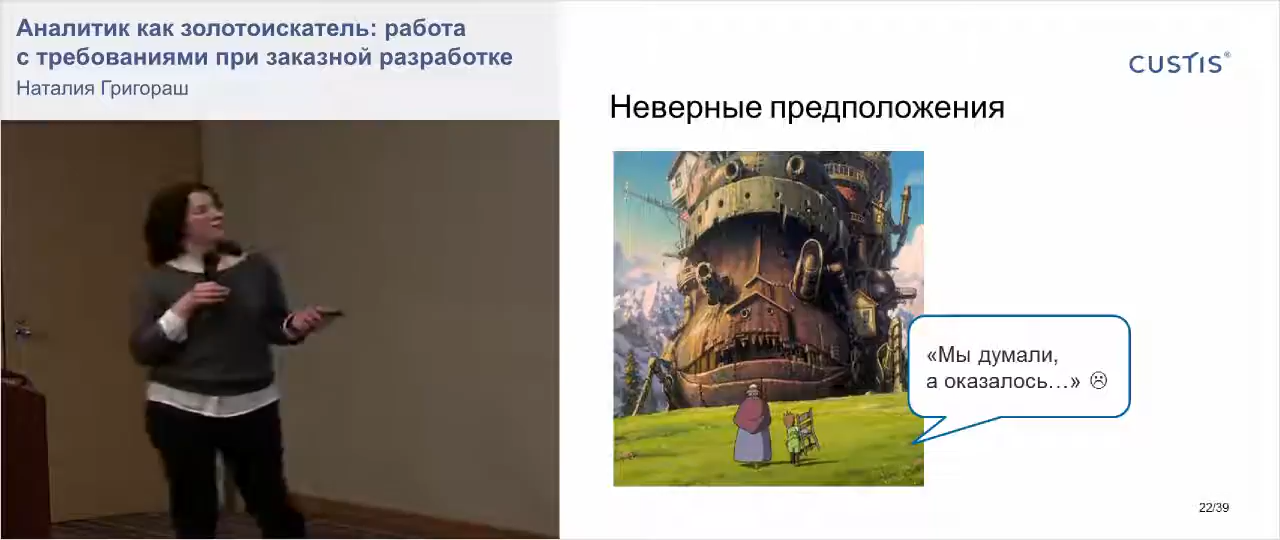 Аналитик как золотоискатель: работа
с требованиями при заказной разработке
Наталия Григораш
CUSTIS®
Неверные предположения
«Мы думали,
а оказалось…» ☹
22/39